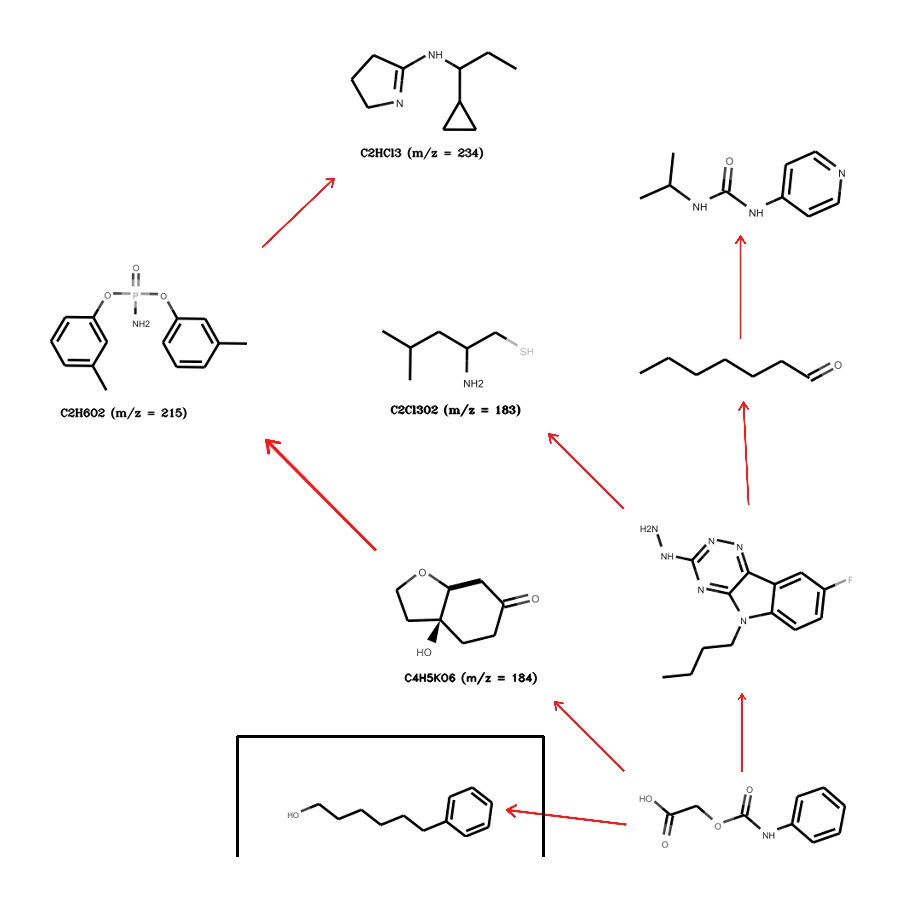 NH
N
C2HCl3 (m/z = 234)
O
N
NH
NH
O
O
P
O
NH2
SH
NH2
O
C2H6O2 (m/z = 215)
C2Cl3O2 (m/z = 183)
H2N
N
N
NH
N
F
O
O
N
HO
C4H5KO6 (m/z = 184)
HO
O
HO
O
O
NH